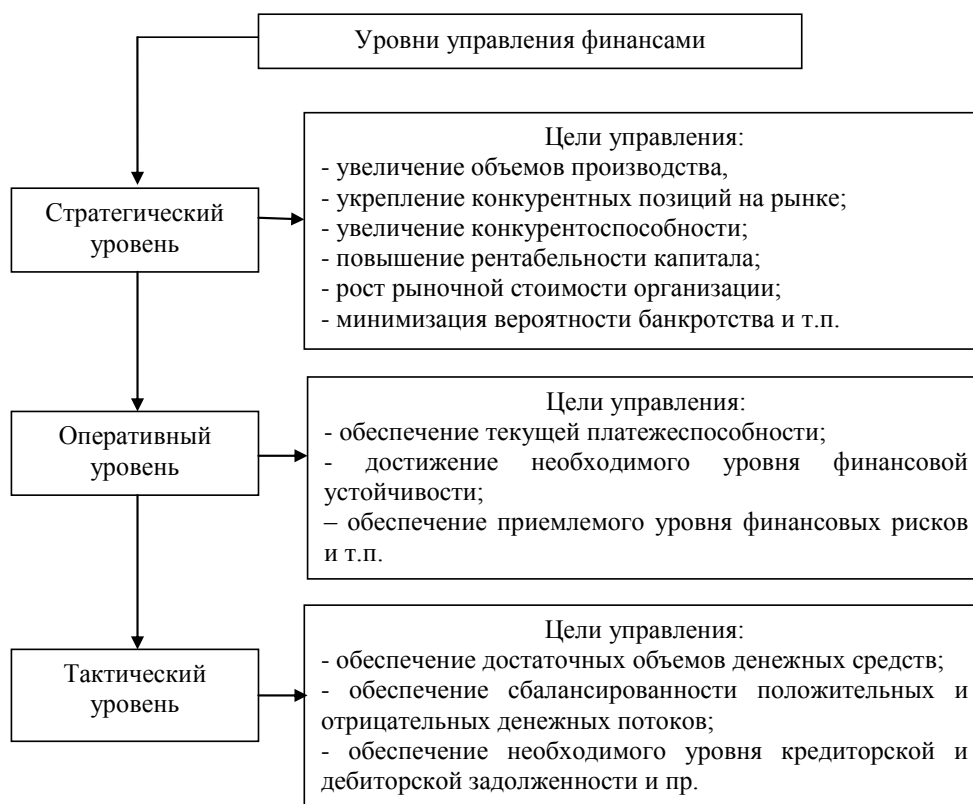 Уровни управления финансами
Стратегический
уровень
Цели управления:
- увеличение объемов производства,
- укрепление конкурентных позиций на рынке;
- увеличение конкурентоспособности;
- повышение рентабельности капитала;
- рост рыночной стоимости организации;
- минимизация вероятности банкротства и т.п.
Оперативный
уровень
Цели управления:
- обеспечение текущей платежеспособности;
- достижение необходимого уровня финансовой
устойчивости;
– обеспечение приемлемого уровня финансовых рисков
и т.п.
Тактический
уровень
Цели управления:
- обеспечение достаточных объемов денежных средств;
- обеспечение сбалансированности положительных и
отрицательных денежных потоков;
- обеспечение необходимого уровня кредиторской и
дебиторской задолженности и пр.